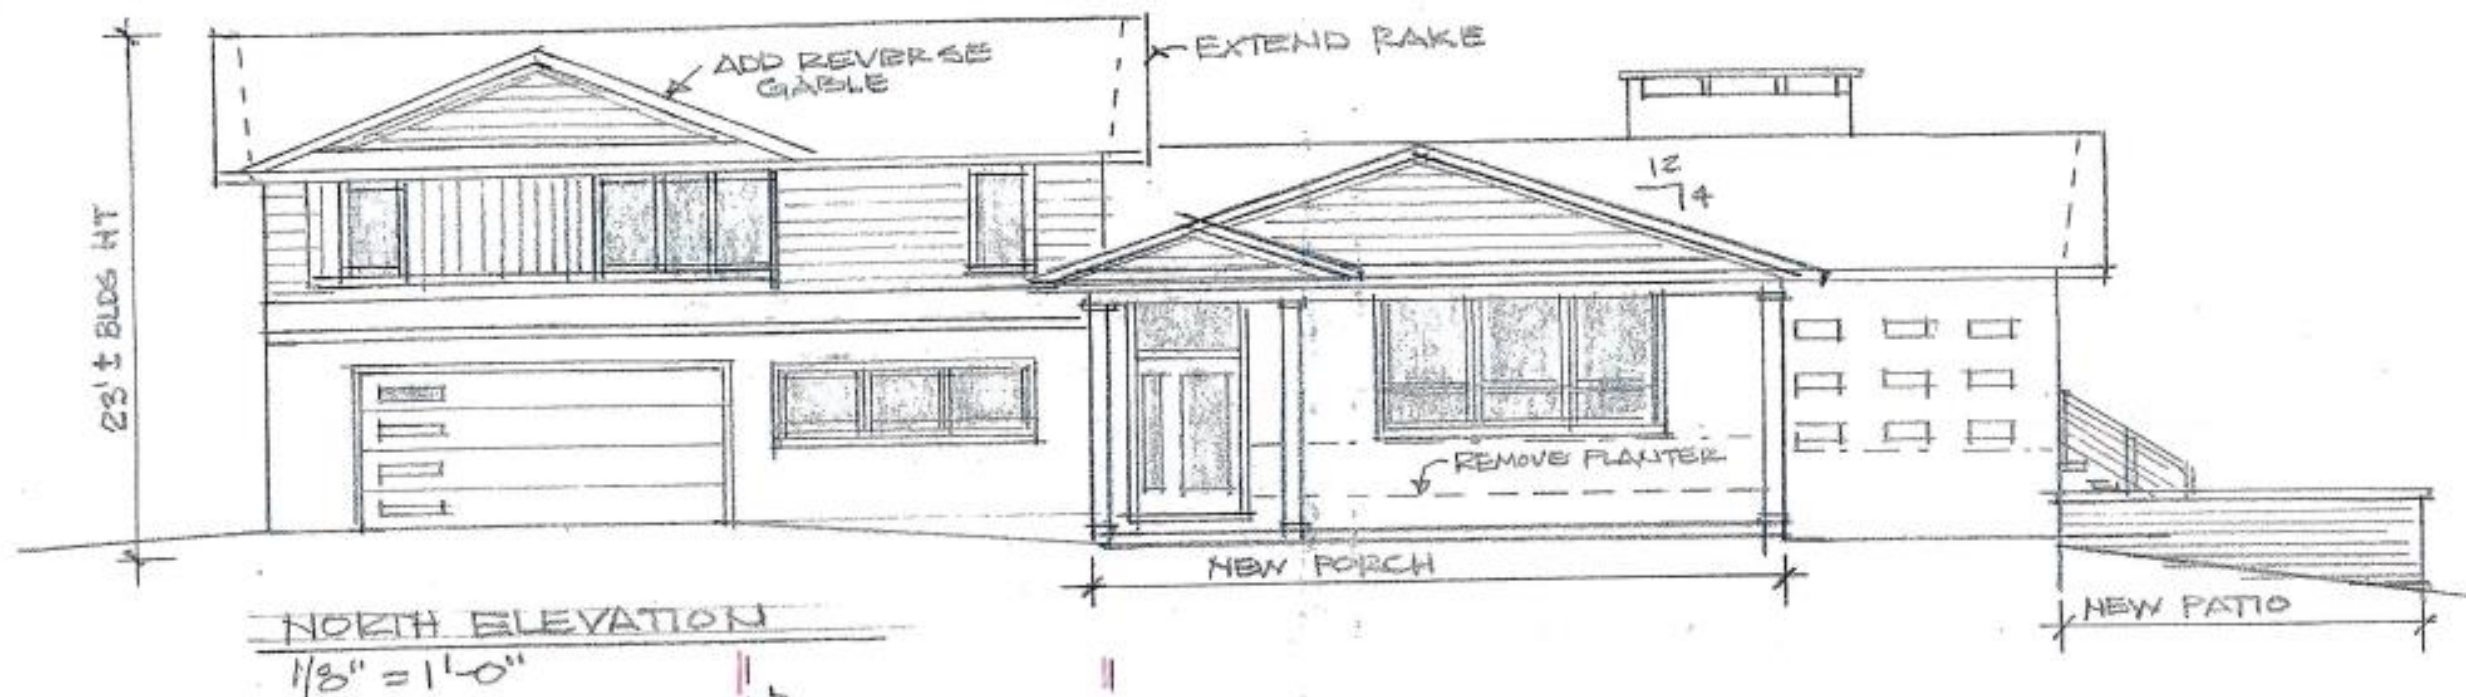 ADD REVERSE
GABLE
EXTEND RAKE
12
4
23' ± BLDG HT
REMOVE PLANTER
NEW PORCH
NEW PATIO
NORTH ELEVATION
1/8" = 1'-0"